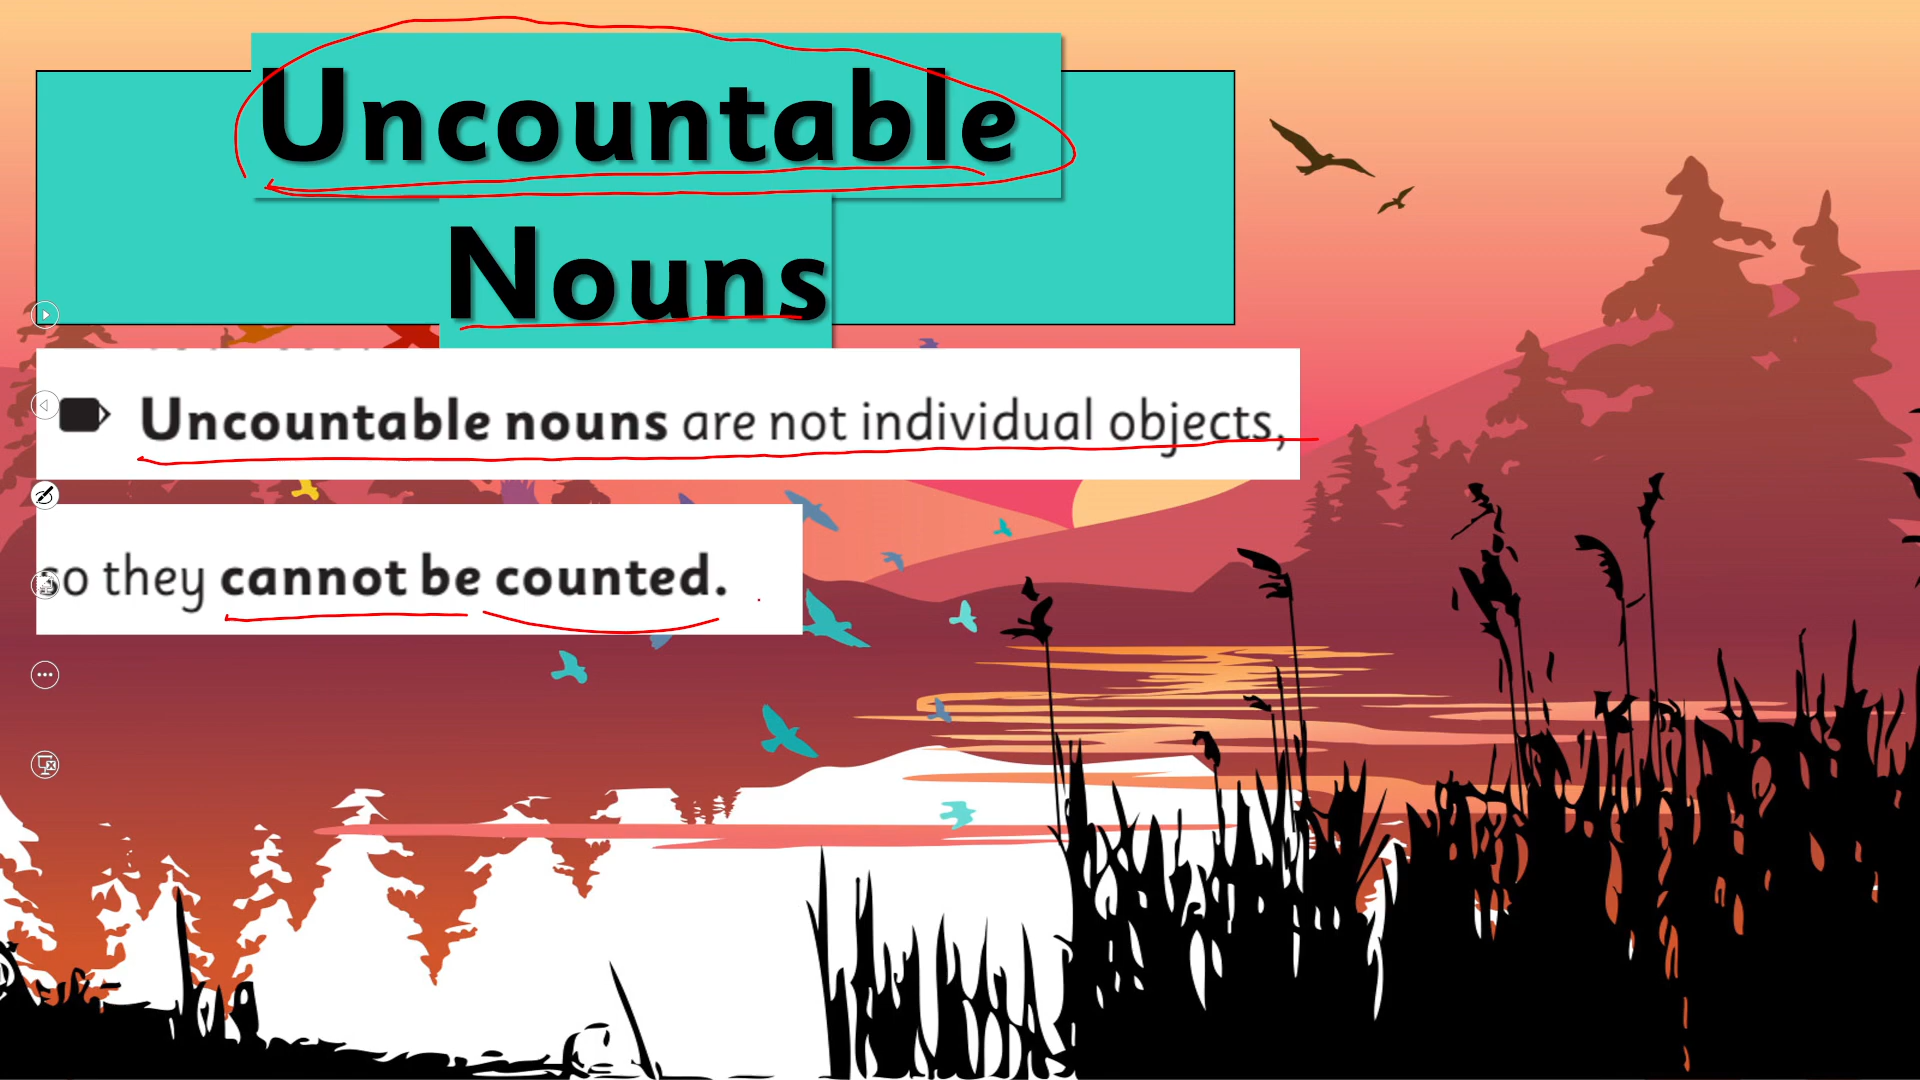 Uncountable
Nouns
Uncountable nouns are not individual objects,
so they cannot be counted.